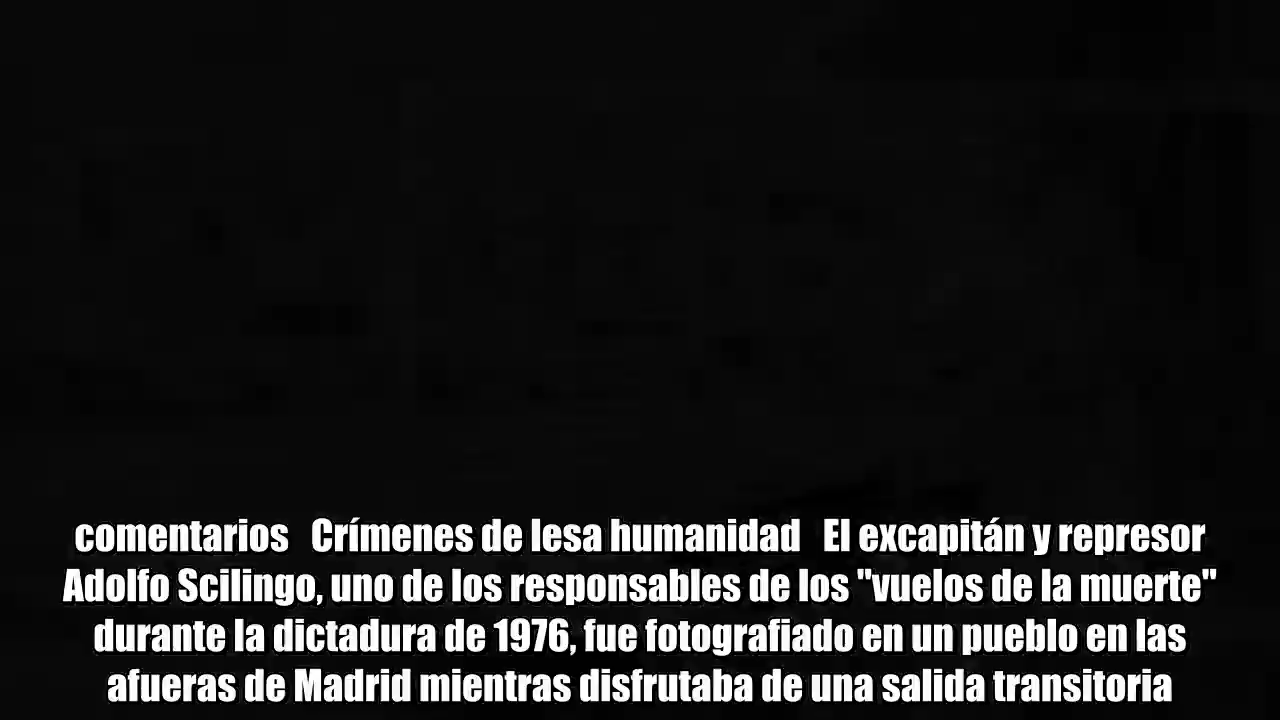 comentarios   Crímenes de lesa humanidad   El excapitán y represor
Adolfo Scilingo, uno de los responsables de los "vuelos de la muerte"
durante la dictadura de 1976, fue fotografiado en un pueblo en las
afueras de Madrid mientras disfrutaba de una salida transitoria